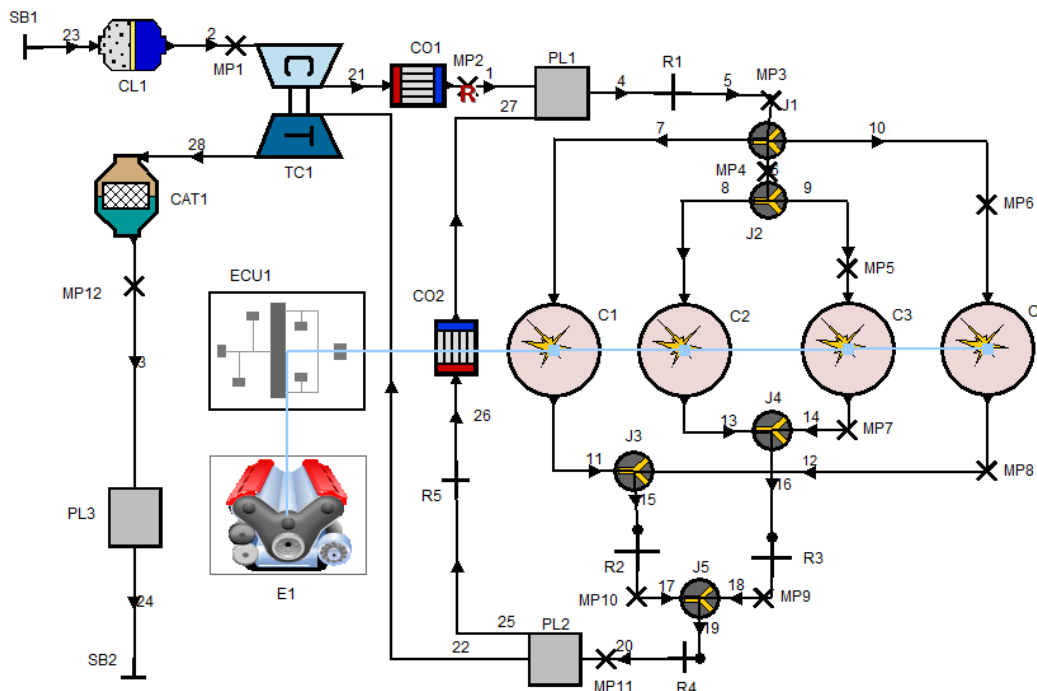 SB1
23
CL1
2
MP1
C
T
TC1
21
CO1
MP2
R
1
27
PL1
4
R1
5
MP3
J1
7
10
MP4
6
8
9
J2
MP5
MP6
28
CAT1
MP12
3
ECU1
CO2
C1
C2
C3
C
26
R5
11
J3
13
J4
14
MP7
12
MP8
15
16
R2
R3
MP10
17
J5
18
MP9
19
PL3
24
SB2
E1
25
22
PL2
20
MP11
R4